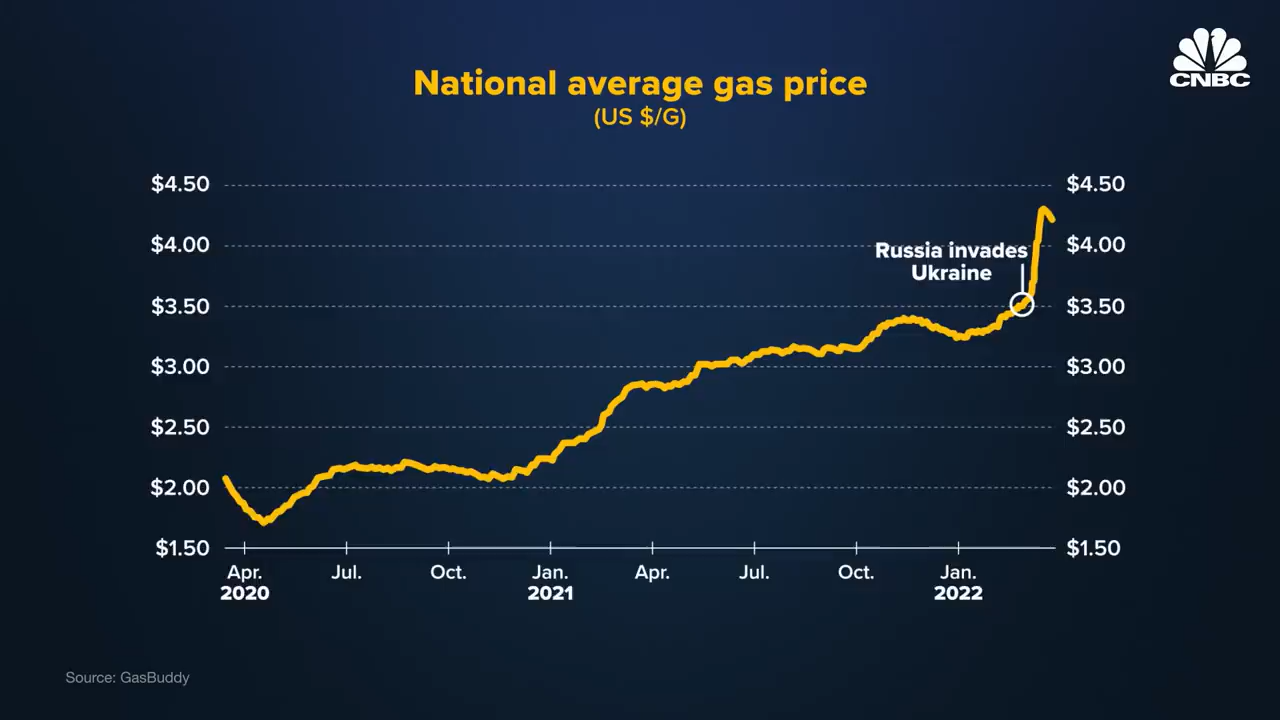 CNBC
National average gas price
(US $/G)
$4.50 $4.50
$4.00 $4.00
Russia invades
Ukraine
$3.50 $3.50
$3.00 $3.00
$2.50 $2.50
$2.00 $2.00
$1.50 $1.50
Apr. Jul. Oct. Jan. Apr. Jul. Oct. Jan.
2020 2021 2022
Source: GasBuddy